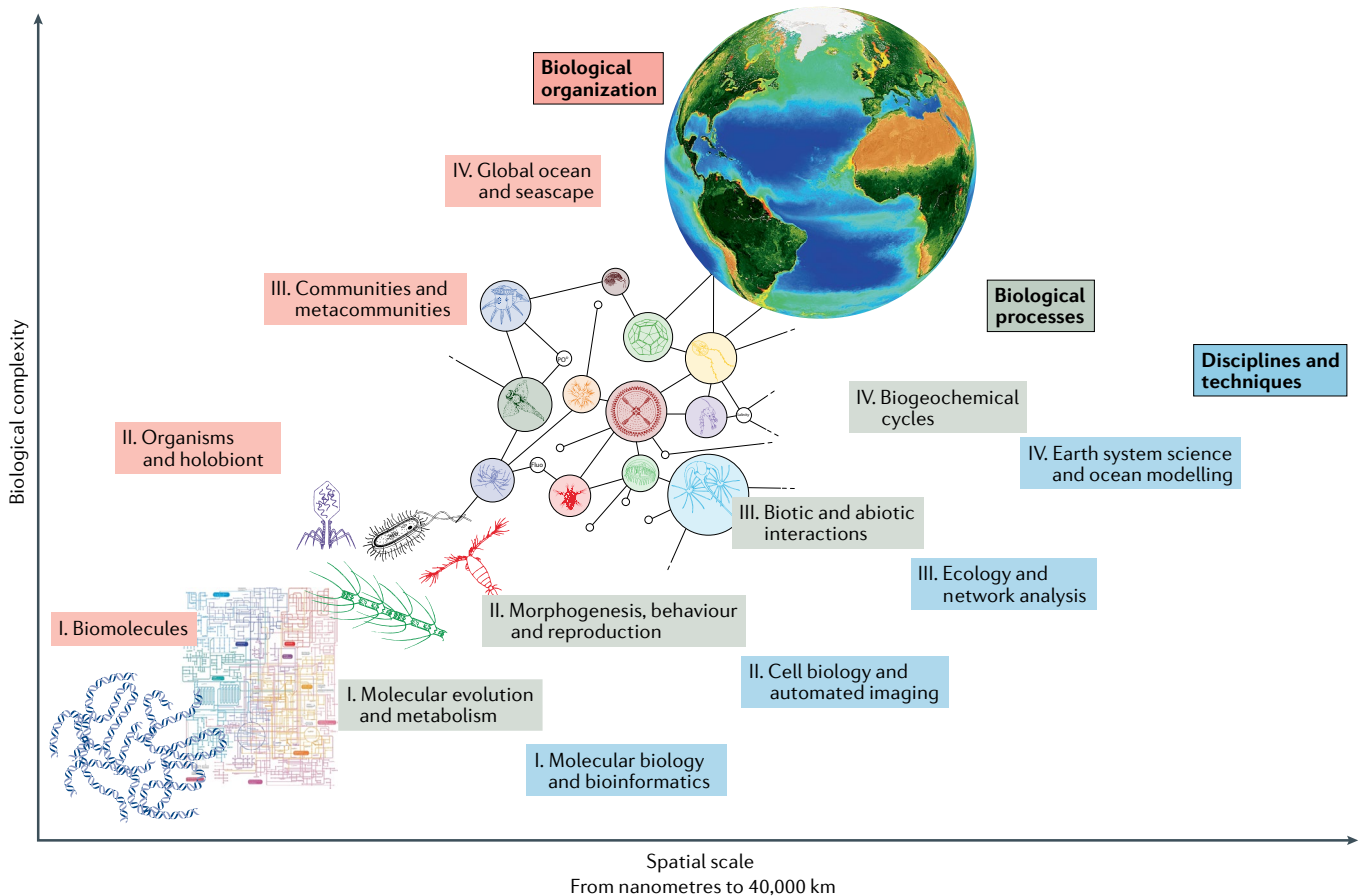 Biological
organization
IV. Global ocean
and seascape
III. Communities and
metacommunities
Biological
processes
Disciplines and
techniques
PO⁴
IV. Biogeochemical
cycles
II. Organisms
and holobiont
IV. Earth system science
and ocean modelling
Fluo
III. Biotic and abiotic
interactions
III. Ecology and
network analysis
II. Morphogenesis, behaviour
and reproduction
I. Biomolecules
II. Cell biology and
automated imaging
I. Molecular evolution
and metabolism
I. Molecular biology
and bioinformatics
Biological complexity
Spatial scale
From nanometres to 40,000 km